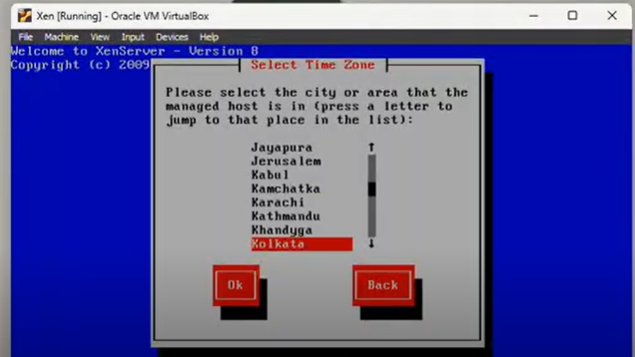 Xen [Running] - Oracle VM VirtualBox
File Machine View Input Devices Help
Welcome to XenServer - Version 8
Copyright (c) 2009
Select Time Zone
Please select the city or area that the
managed host is in (press a letter to
jump to that place in the list):
Jayapura
Jerusalem
Kabul
Kamchatka
Karachi
Kathmandu
Khandyga
Kolkata
Ok Back